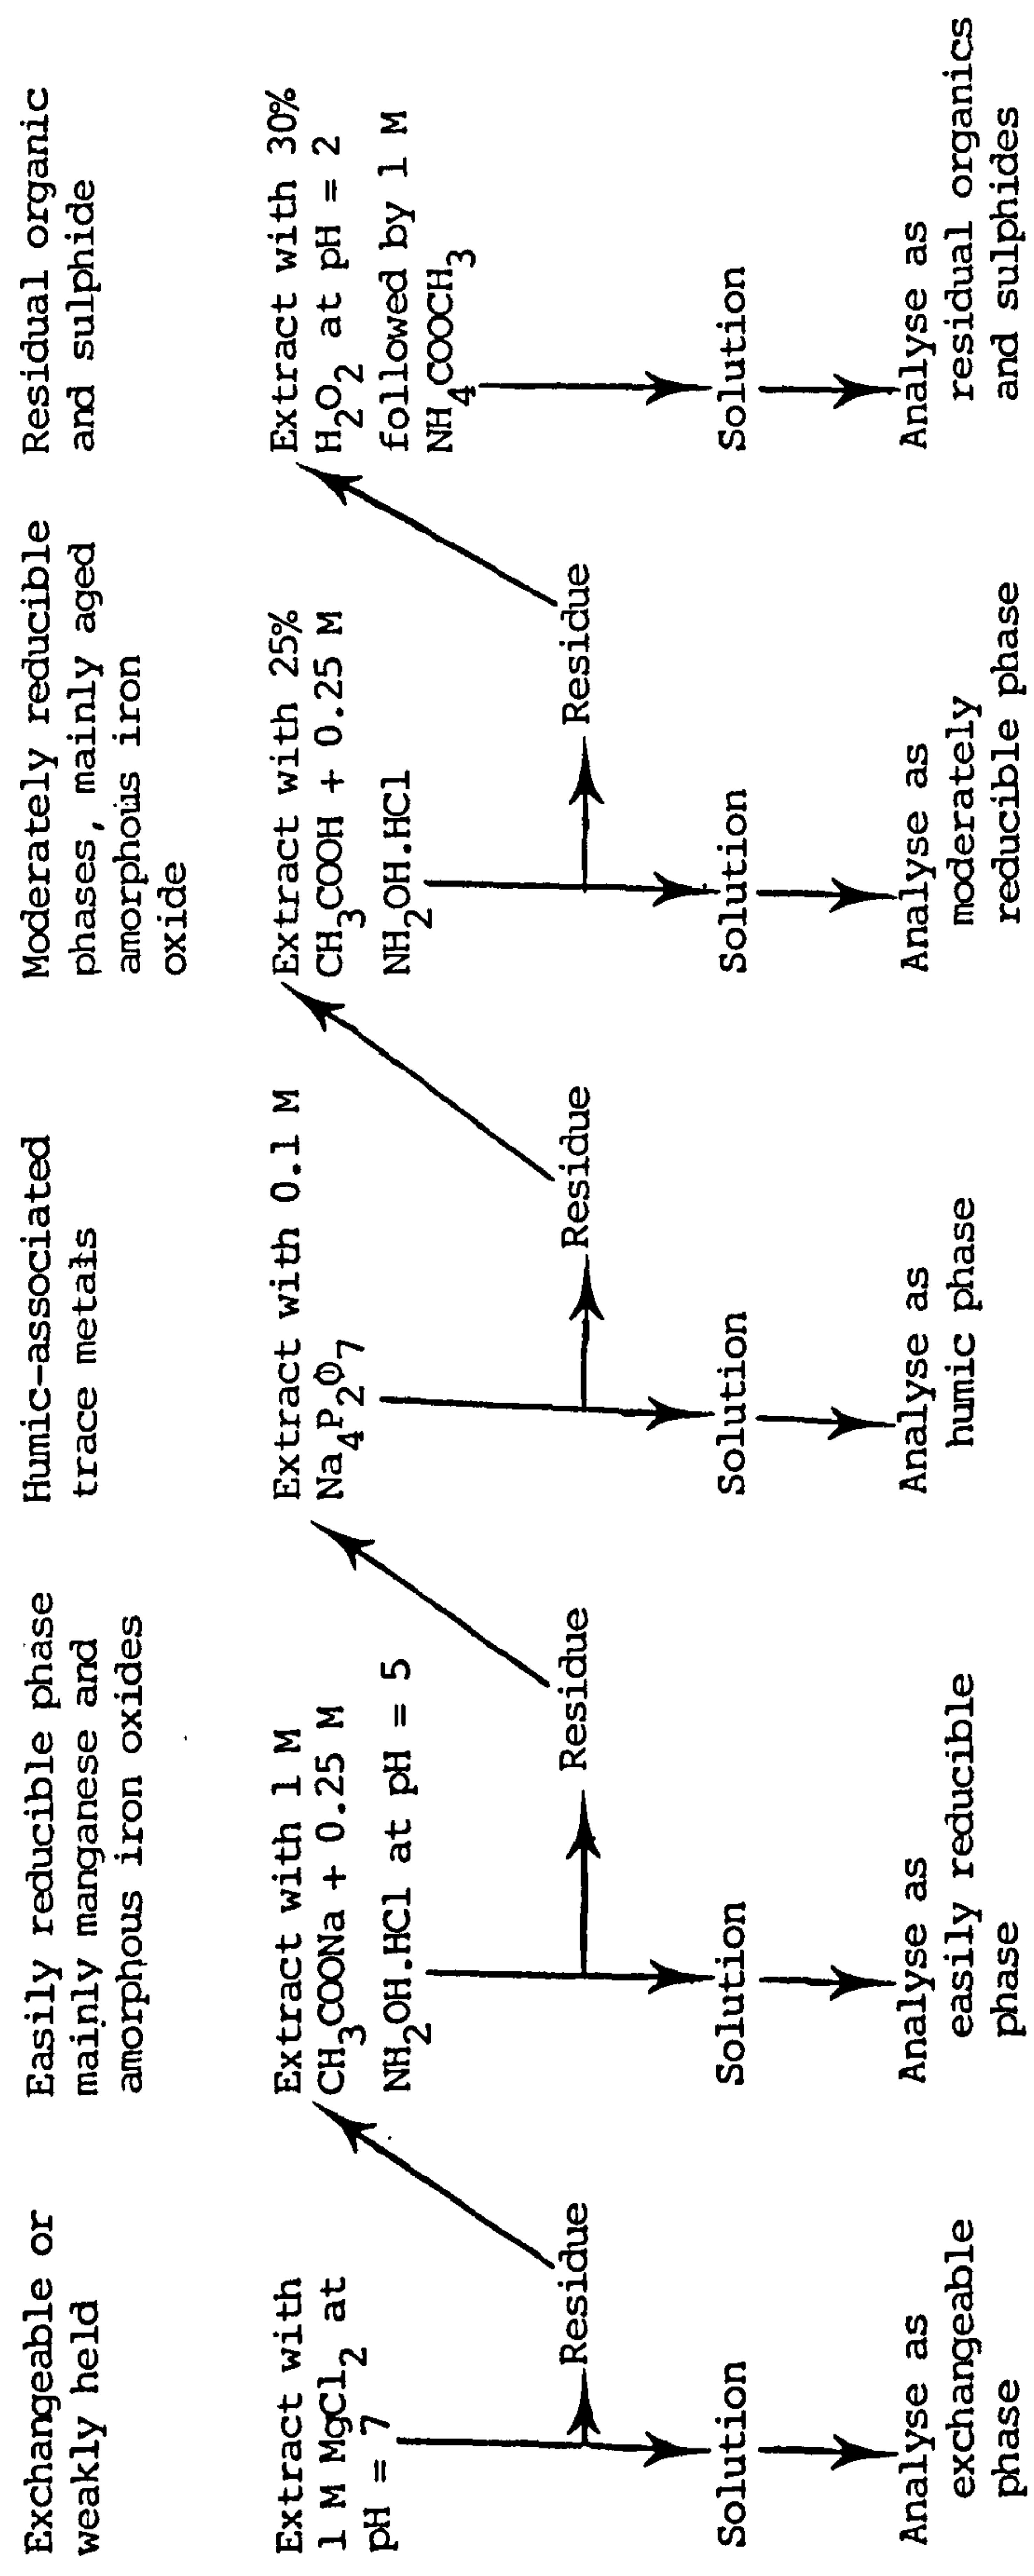 Exchangeable or
weakly held
Extract with
1 M MgCl2 at
pH = 7
Residue
Solution
Analyse as
exchangeable
phase
Easily reducible phase
mainly manganese and
amorphous iron oxides
Extract with 1 M
CH3COONa + 0.25 M
NH2OH.HCl at pH = 5
Residue
Solution
Analyse as
easily reducible
phase
Humic-associated
trace metals
Extract with 0.1 M
Na4P2O7
Residue
Solution
Analyse as
humic phase
Moderately reducible
phases, mainly aged
amorphous iron
oxide
Extract with 25%
CH3COOH + 0.25 M
NH2OH.HCl
Residue
Solution
Analyse as
moderately
reducible phase
Residual organic
and sulphide
Extract with 30%
H2O2 at pH = 2
followed by 1 M
NH4COOCH3
Solution
Analyse as
residual organics
and sulphides